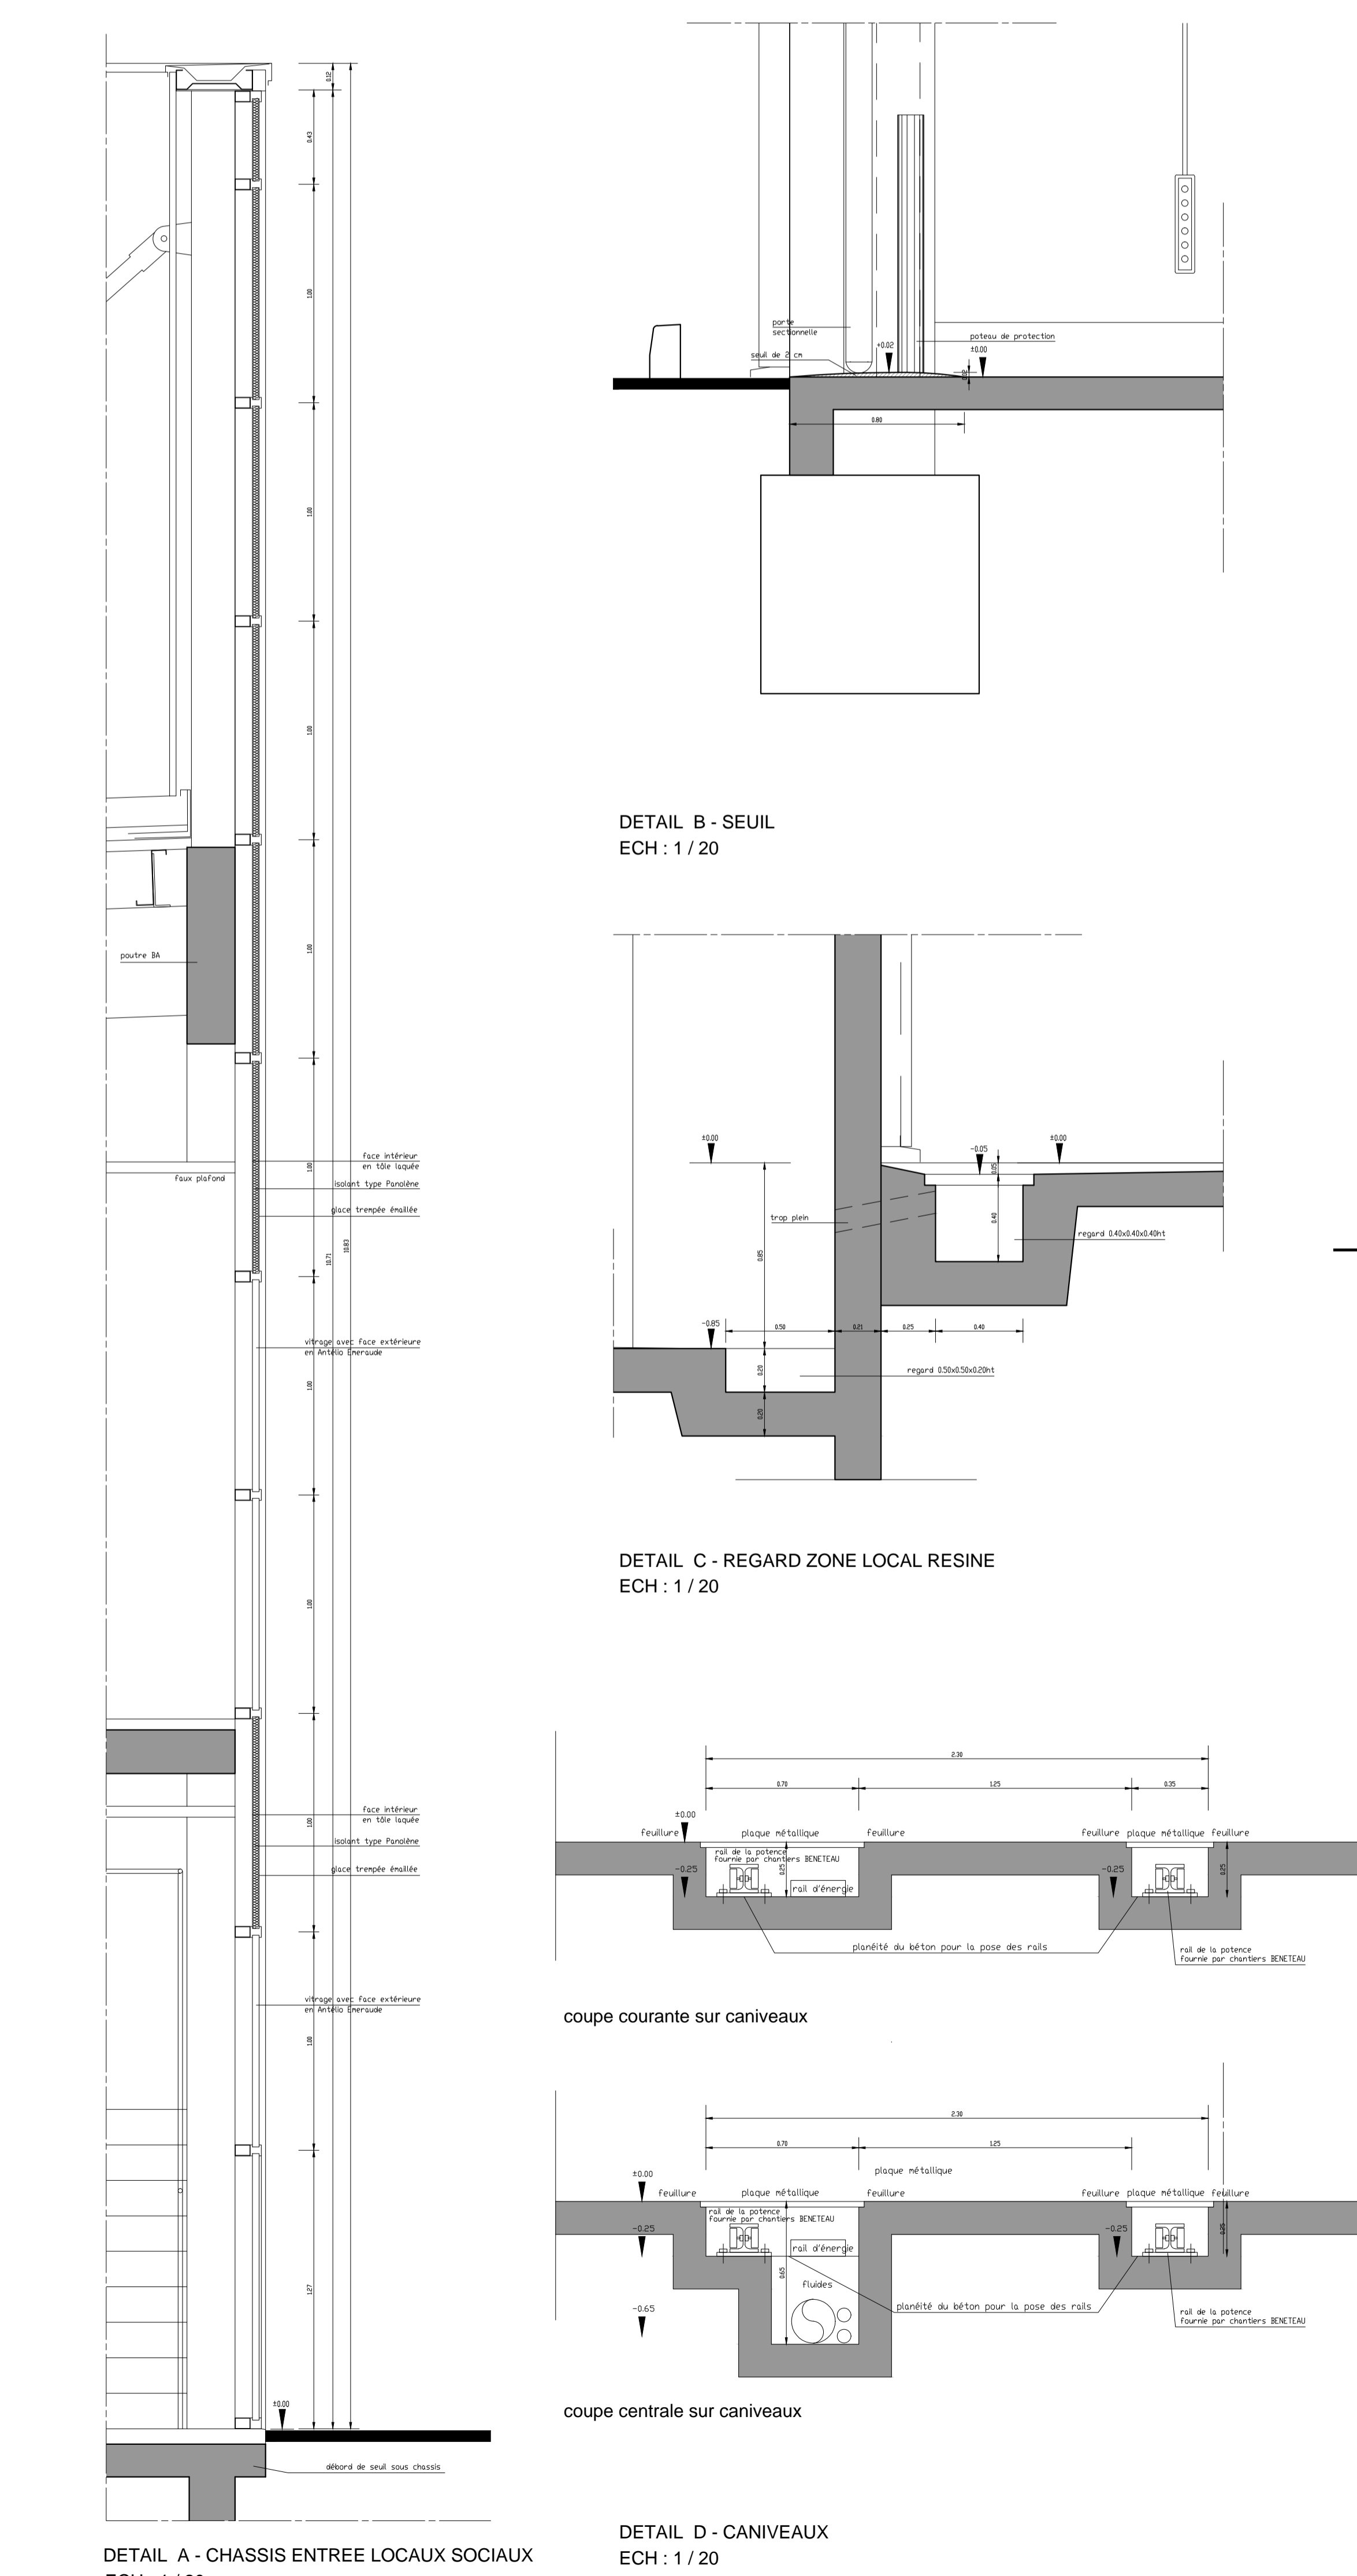 0.12
0.43
1.00
1.00
1.00
1.00
poutre BA
face intérieur
en tôle laquée
1.00
faux plafond
isolant type Panolène
glace trempée émaillée
10.71
10.83
vitrage avec face extérieure
en Antélio Emeraude
1.00
1.00
face intérieur
en tôle laquée
1.00
isolant type Panolène
glace trempée émaillée
vitrage avec face extérieure
en Antélio Emeraude
1.00
1.27
±0.00
débord de seuil sous chassis
DETAIL A - CHASSIS ENTREE LOCAUX SOCIAUX
porte
sectionnelle
poteau de protection
+0.02
±0.00
seuil de 2 cm
0.02
0.80
DETAIL B - SEUIL
ECH : 1 / 20
±0.00
-0.05
±0.00
0.05
trop plein
0.40
regard 0.40x0.40x0.40ht
0.85
-0.85
0.50
0.21
0.25
0.40
0.20
regard 0.50x0.50x0.20ht
0.20
DETAIL C - REGARD ZONE LOCAL RESINE
ECH : 1 / 20
2.30
0.70
1.25
0.35
±0.00
feuillure
plaque métallique
feuillure
feuillure
plaque métallique
feuillure
rail de la potence
fournie par chantiers BENETEAU
-0.25
0.25
-0.25
0.25
rail d'énergie
planéité du béton pour la pose des rails
rail de la potence
fournie par chantiers BENETEAU
coupe courante sur caniveaux
2.30
0.70
1.25
plaque métallique
±0.00
feuillure
plaque métallique
feuillure
feuillure
plaque métallique
feuillure
rail de la potence
fournie par chantiers BENETEAU
-0.25
-0.25
0.25
rail d'énergie
0.65
fluides
-0.65
planéité du béton pour la pose des rails
rail de la potence
fournie par chantiers BENETEAU
coupe centrale sur caniveaux
DETAIL D - CANIVEAUX
ECH : 1 / 20